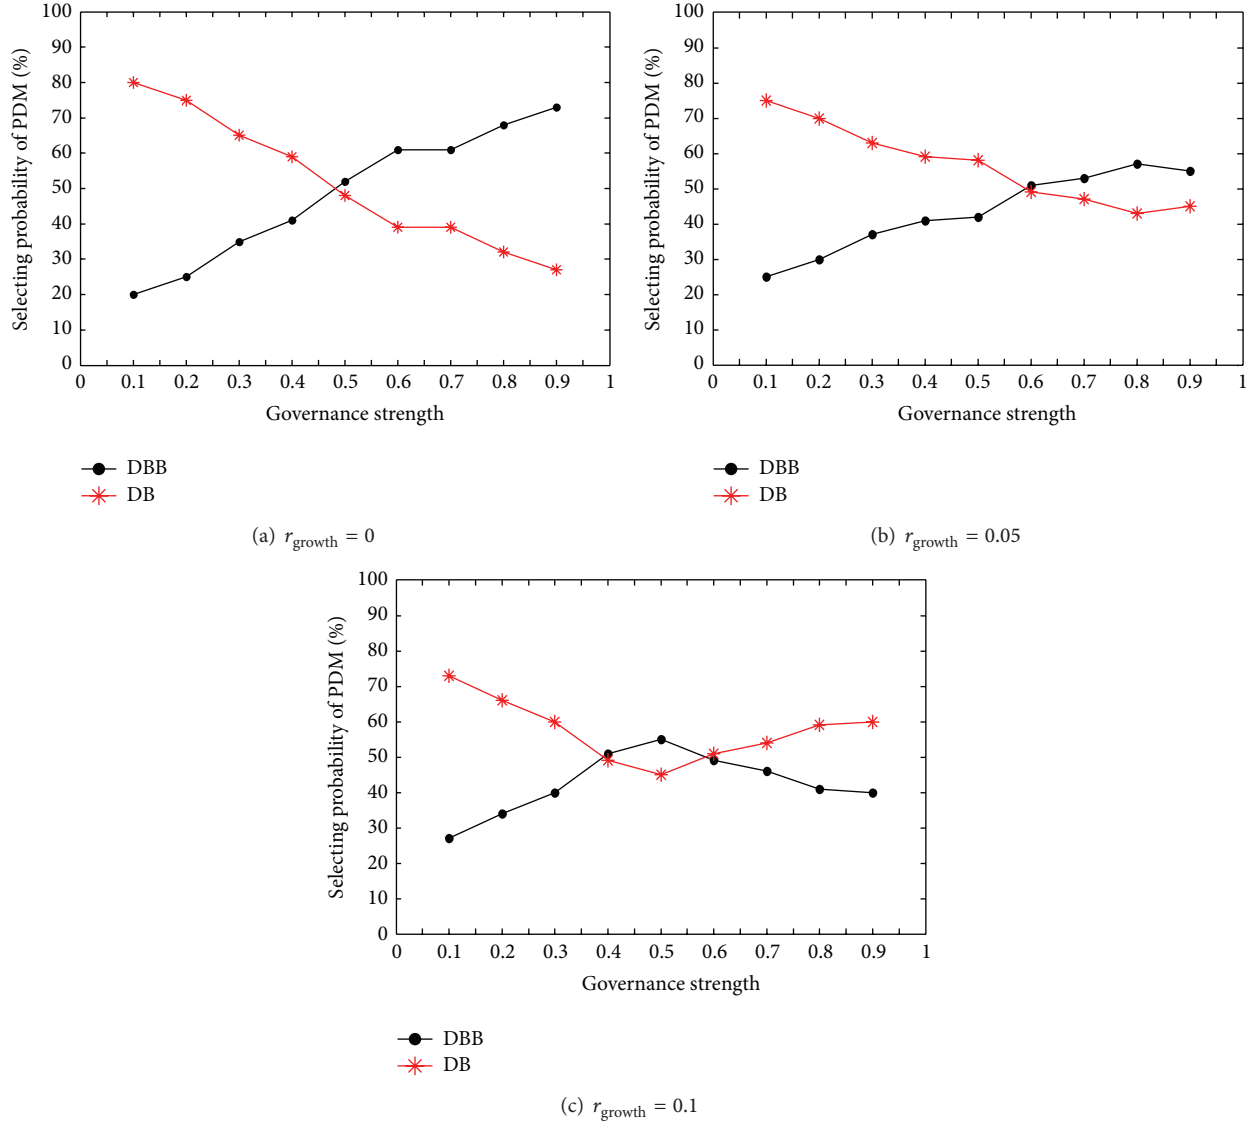 Selecting probability of PDM (%)
100
90
80
70
60
50
40
30
20
10
0
0 0.1 0.2 0.3 0.4 0.5 0.6 0.7 0.8 0.9 1
Governance strength
DBB
DB
(a) r_growth = 0
Selecting probability of PDM (%)
100
90
80
70
60
50
40
30
20
10
0
0 0.1 0.2 0.3 0.4 0.5 0.6 0.7 0.8 0.9 1
Governance strength
DBB
DB
(b) r_growth = 0.05
Selecting probability of PDM (%)
100
90
80
70
60
50
40
30
20
10
0
0 0.1 0.2 0.3 0.4 0.5 0.6 0.7 0.8 0.9 1
Governance strength
DBB
DB
(c) r_growth = 0.1